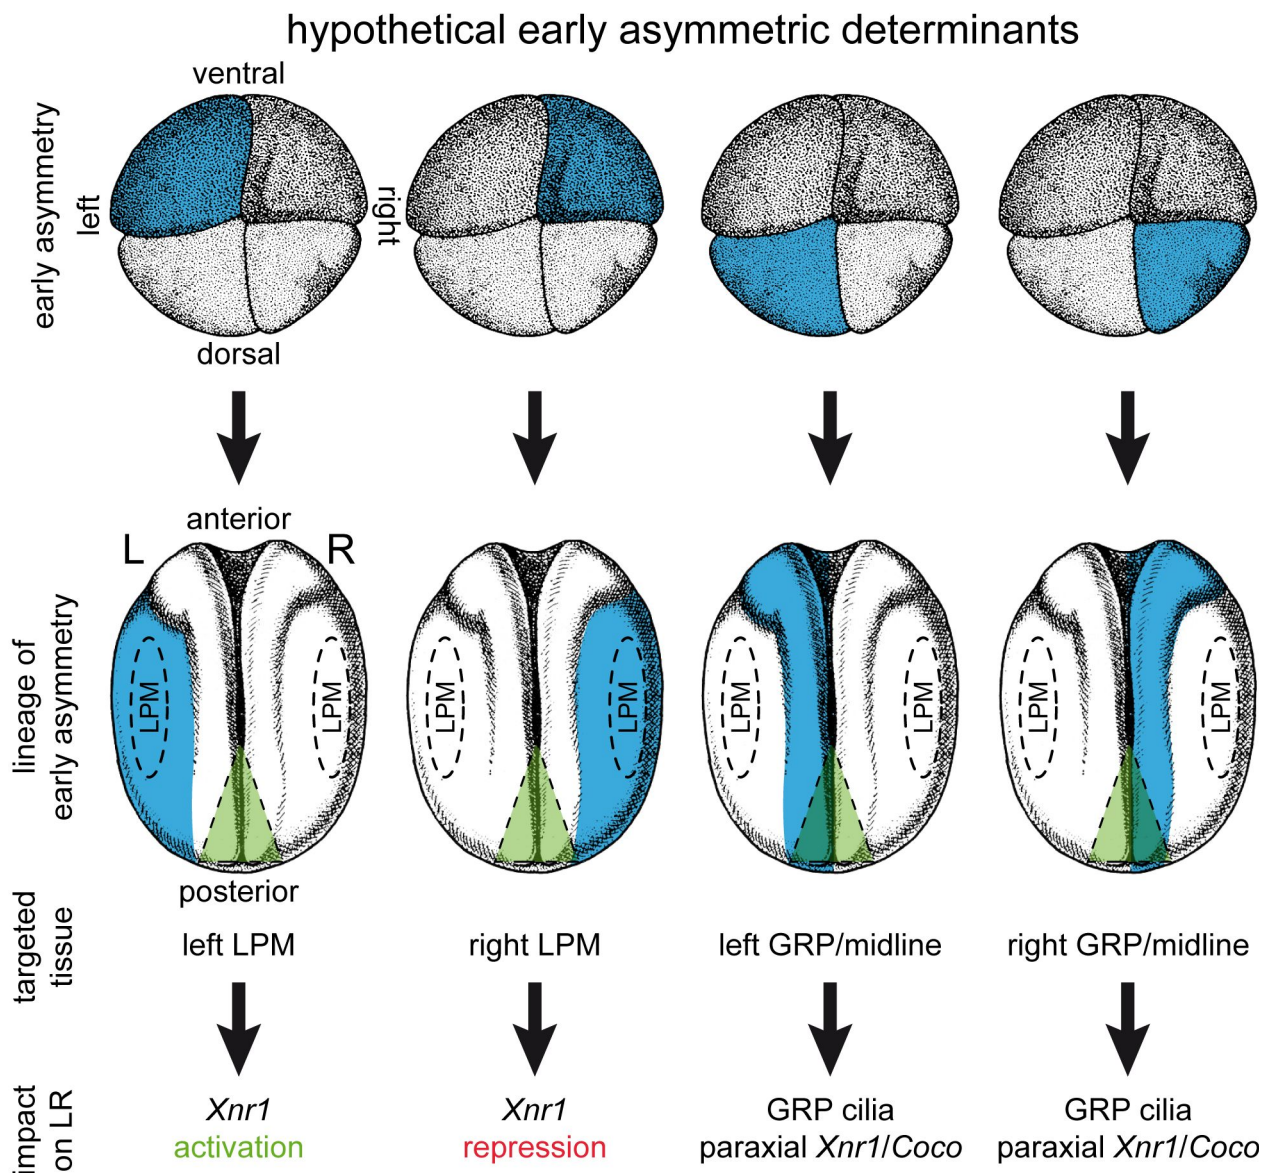 hypothetical early asymmetric determinants
early asymmetry
ventral
left
right
dorsal
lineage of
early asymmetry
anterior
L
R
LPM
LPM
LPM
LPM
LPM
LPM
LPM
LPM
posterior
targeted
tissue
left LPM
right LPM
left GRP/midline
right GRP/midline
impact
on LR
Xnr1
activation
Xnr1
repression
GRP cilia
paraxial Xnr1/Coco
GRP cilia
paraxial Xnr1/Coco